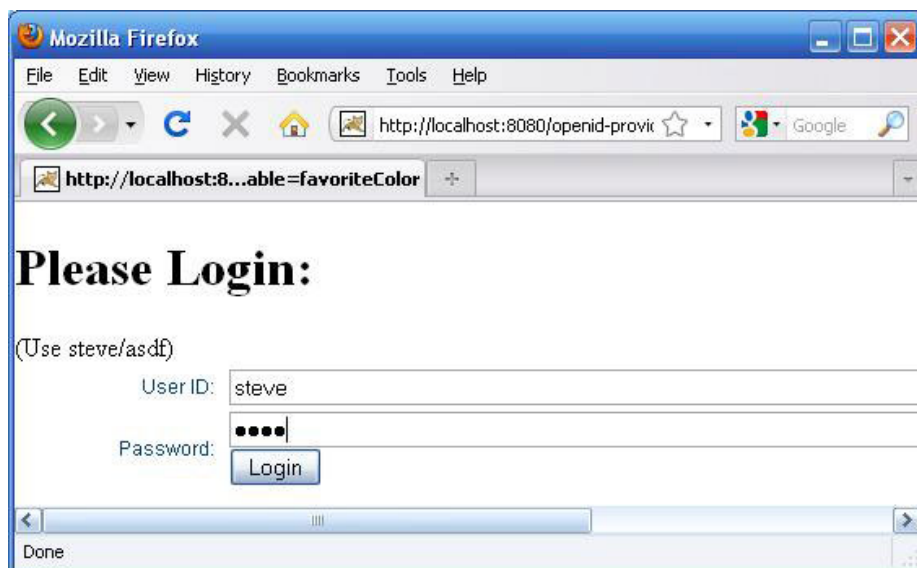 Mozilla Firefox
File Edit View History Bookmarks Tools Help
http://localhost:8080/openid-provic Google
http://localhost:8...able=favoriteColor
Please Login:
(Use steve/asdf)
User ID: steve
Password: ••••
Login
Done